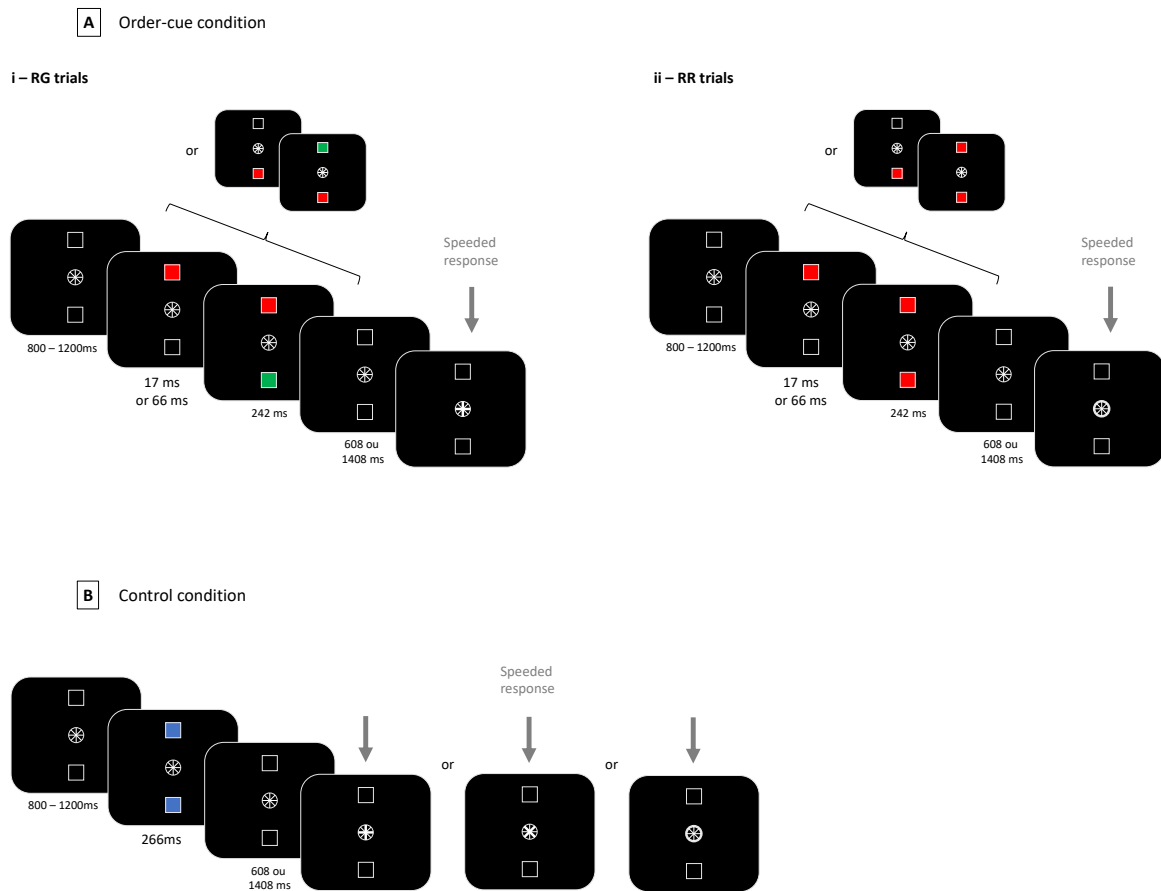 A Order-cue condition
i – RG trials
or
Speeded
response
800 – 1200ms
17 ms
or 66 ms
242 ms
608 ou
1408 ms
ii – RR trials
or
Speeded
response
800 – 1200ms
17 ms
or 66 ms
242 ms
608 ou
1408 ms
B Control condition
Speeded
response
or
or
800 – 1200ms
266ms
608 ou
1408 ms